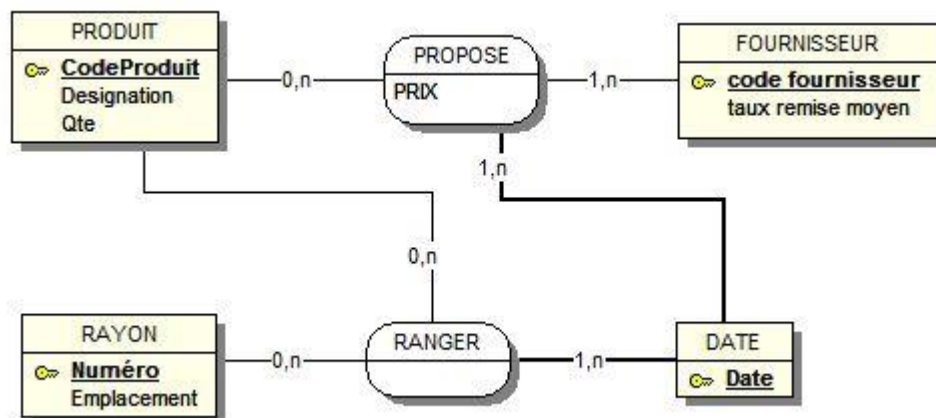 PRODUIT
CodeProduit
Designation
Qte
0,n
PROPOSE
PRIX
1,n
FOURNISSEUR
code fournisseur
taux remise moyen
1,n
0,n
RAYON
Numéro
Emplacement
0,n
RANGER
1,n
DATE
Date